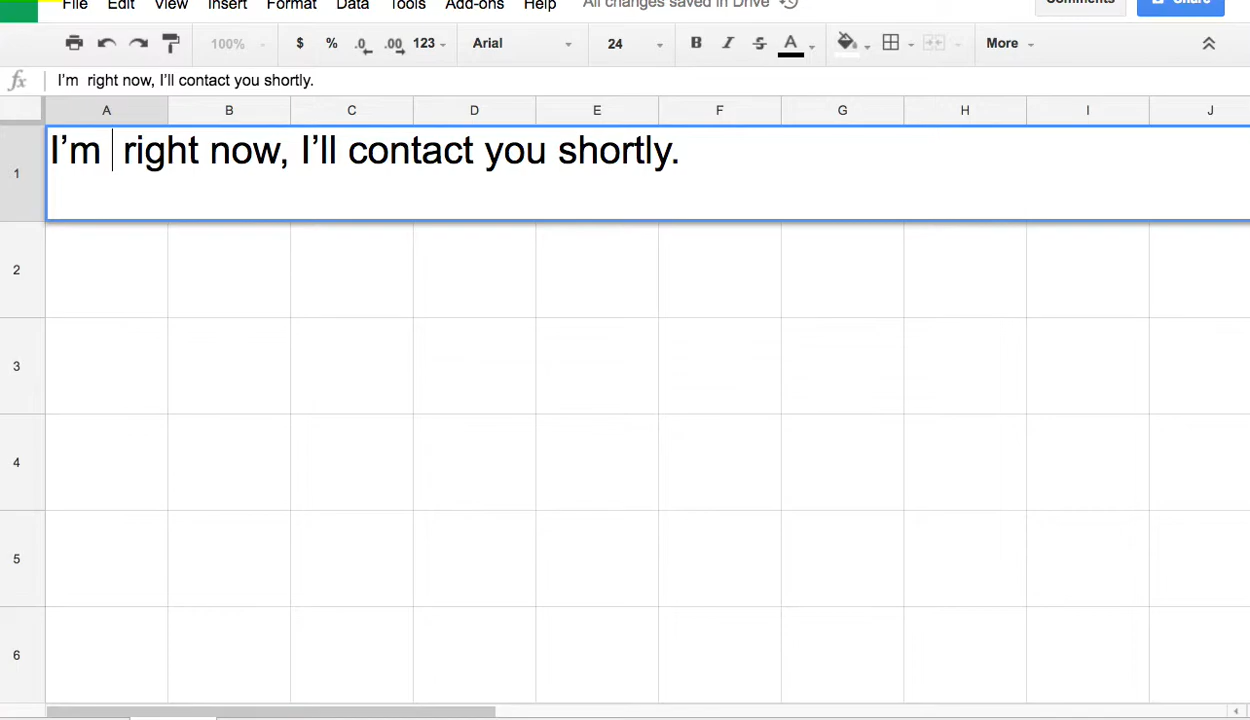 File Edit View Insert Format Data Tools Add-ons Help All changes saved in Drive Comments Share
100% $ % .0 .00 123 Arial 24 B I S A More
fx I’m  right now, I’ll contact you shortly.
A B C D E F G H I J
1 I’m  right now, I’ll contact you shortly.
2
3
4
5
6